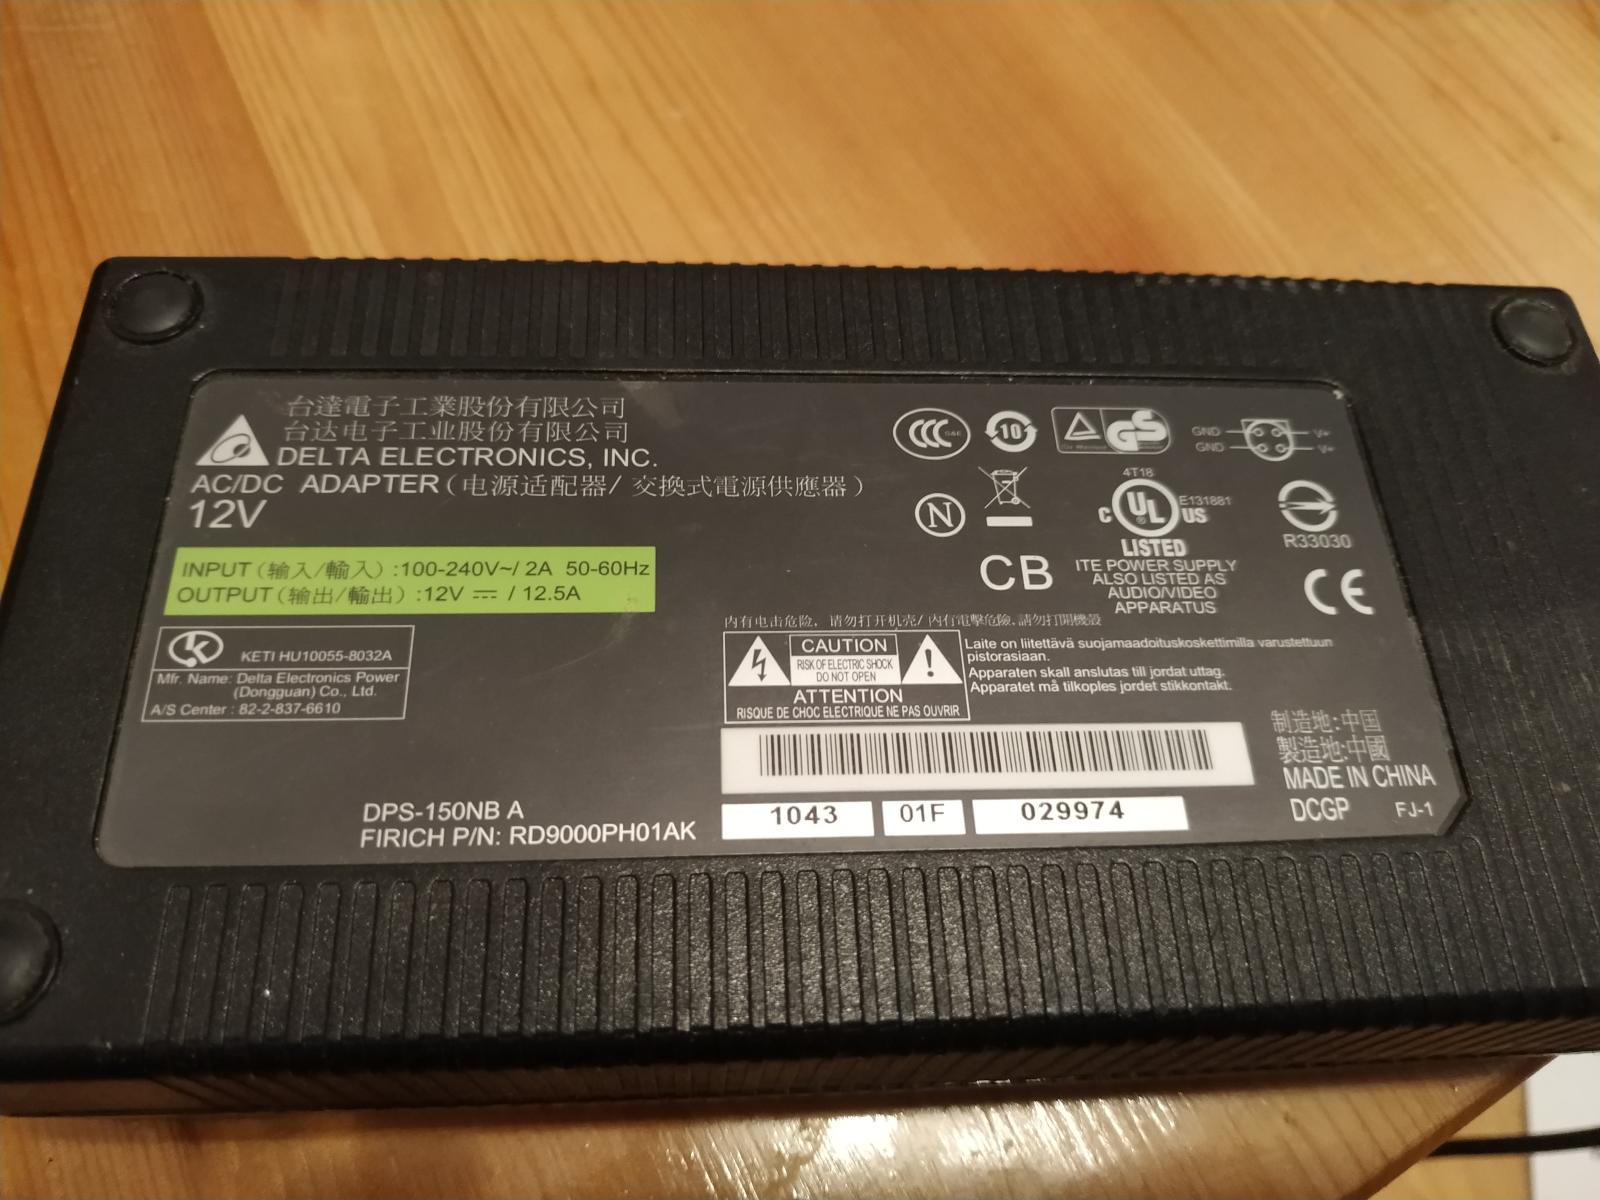 台達電子工業股份有限公司
台达电子工业股份有限公司
DELTA ELECTRONICS, INC.
AC/DC ADAPTER (电源适配器/ 交換式電源供應器)
12V
INPUT (输入/輸入) :100-240V~/ 2A 50-60Hz
OUTPUT (输出/輸出) :12V ⎓ / 12.5A
KETI HU10055-8032A
Mfr. Name: Delta Electronics Power
(Dongguan) Co., Ltd.
A/S Center : 82-2-837-6610
DPS-150NB A
FIRICH P/N: RD9000PH01AK
CCC S&E
10
GS
GND V+
GND V+
N
4T18
C UL ® US E131881
LISTED
ITE POWER SUPPLY
ALSO LISTED AS
AUDIO/VIDEO
APPARATUS
R33030
CB
CE
内有电击危险, 请勿打开机壳/ 內有電擊危險, 請勿打開機殼
CAUTION
RISK OF ELECTRIC SHOCK
DO NOT OPEN
ATTENTION
RISQUE DE CHOC ELECTRIQUE NE PAS OUVRIR
Laite on liitettävä suojamaadoituskoskettimilla varustettuun
pistorasiaan.
Apparaten skall anslutas till jordat uttag.
Apparatet må tilkoples jordet stikkontakt.
1043 01F 029974
制造地:中国
製造地:中國
MADE IN CHINA
DCGP FJ-1